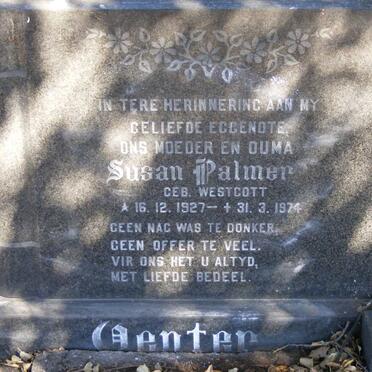 IN TERE HERINNERING AAN MY
GELIEFDE EGGENOTE,
ONS MOEDER EN OUMA
Susan Palmer
GEB. WESTCOTT
* 16. 12. 1927 — † 31. 3. 1974
GEEN NAG WAS TE DONKER,
GEEN OFFER TE VEEL.
VIR ONS HET U ALTYD,
MET LIEFDE BEDEEL.
Venter